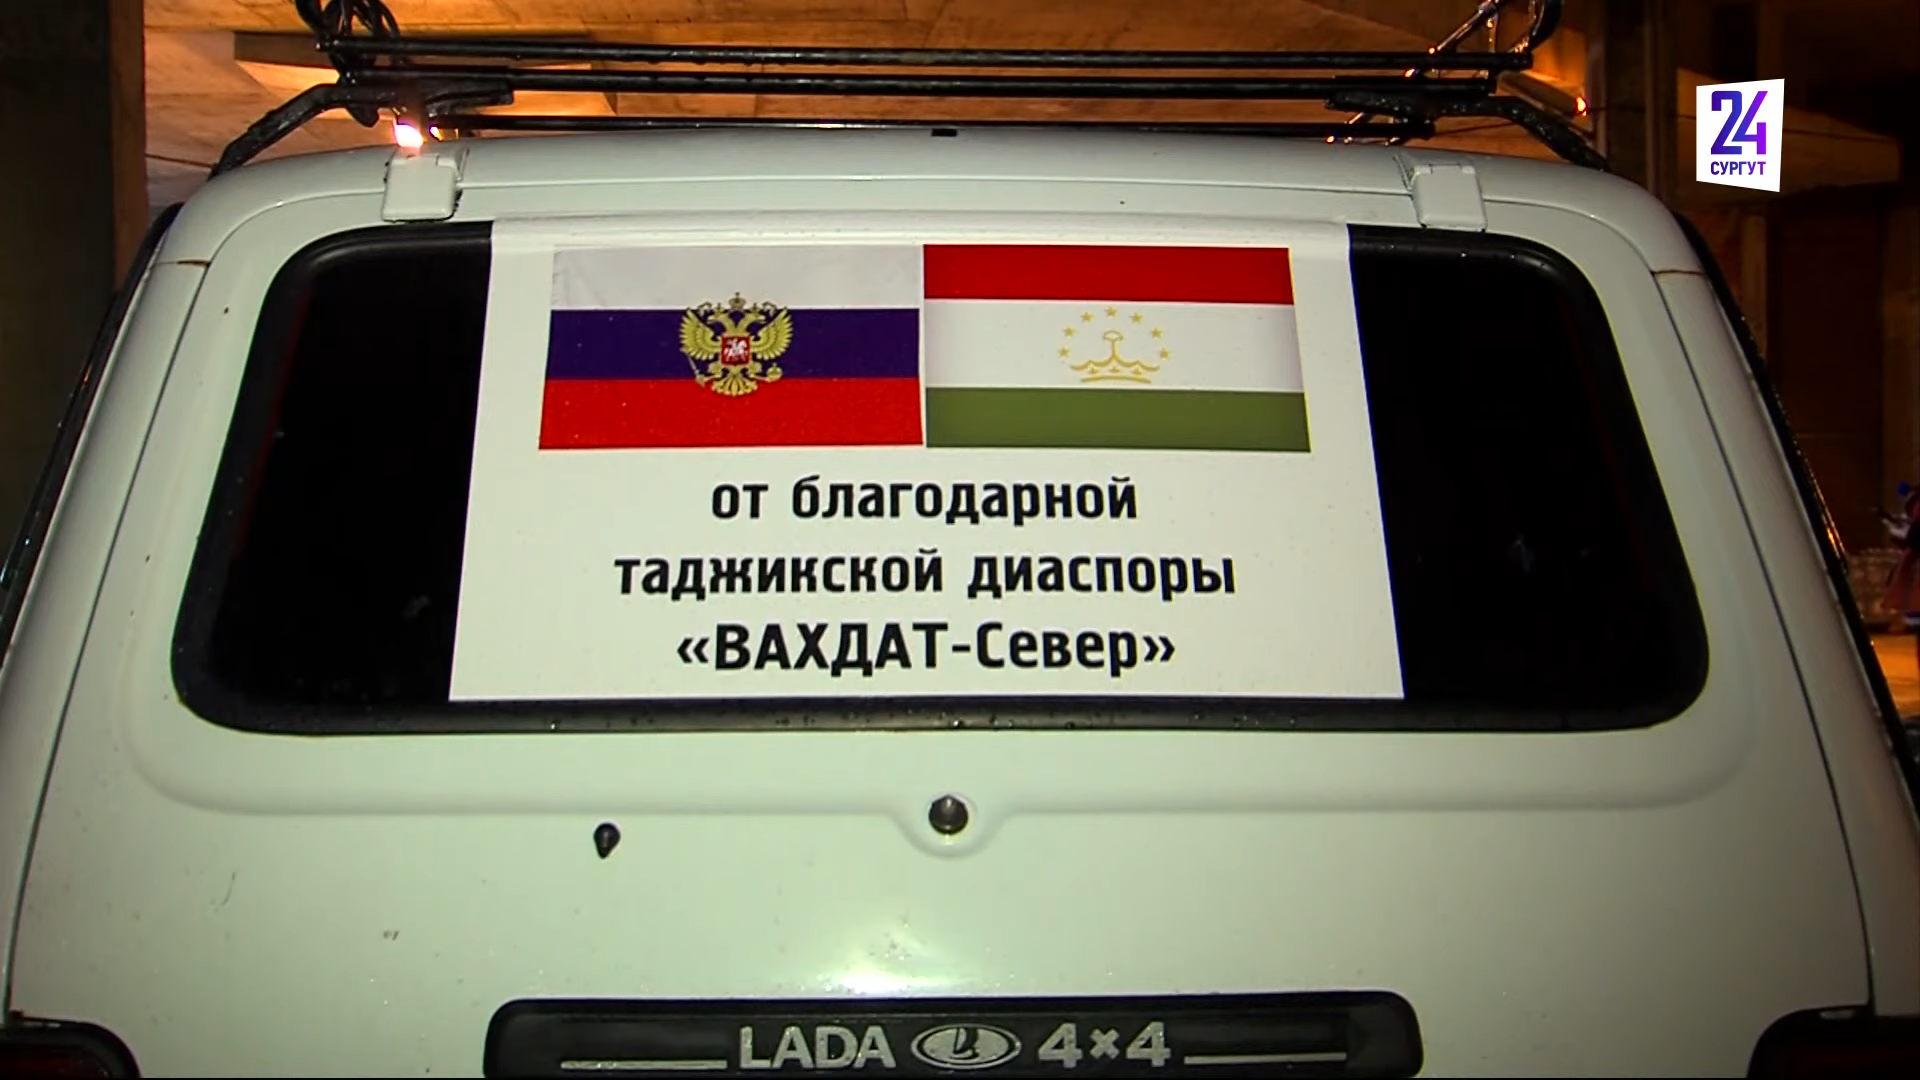 24
СУРГУТ
от благодарной
таджикской диаспоры
«ВАХДАТ-Север»
LADA 4×4